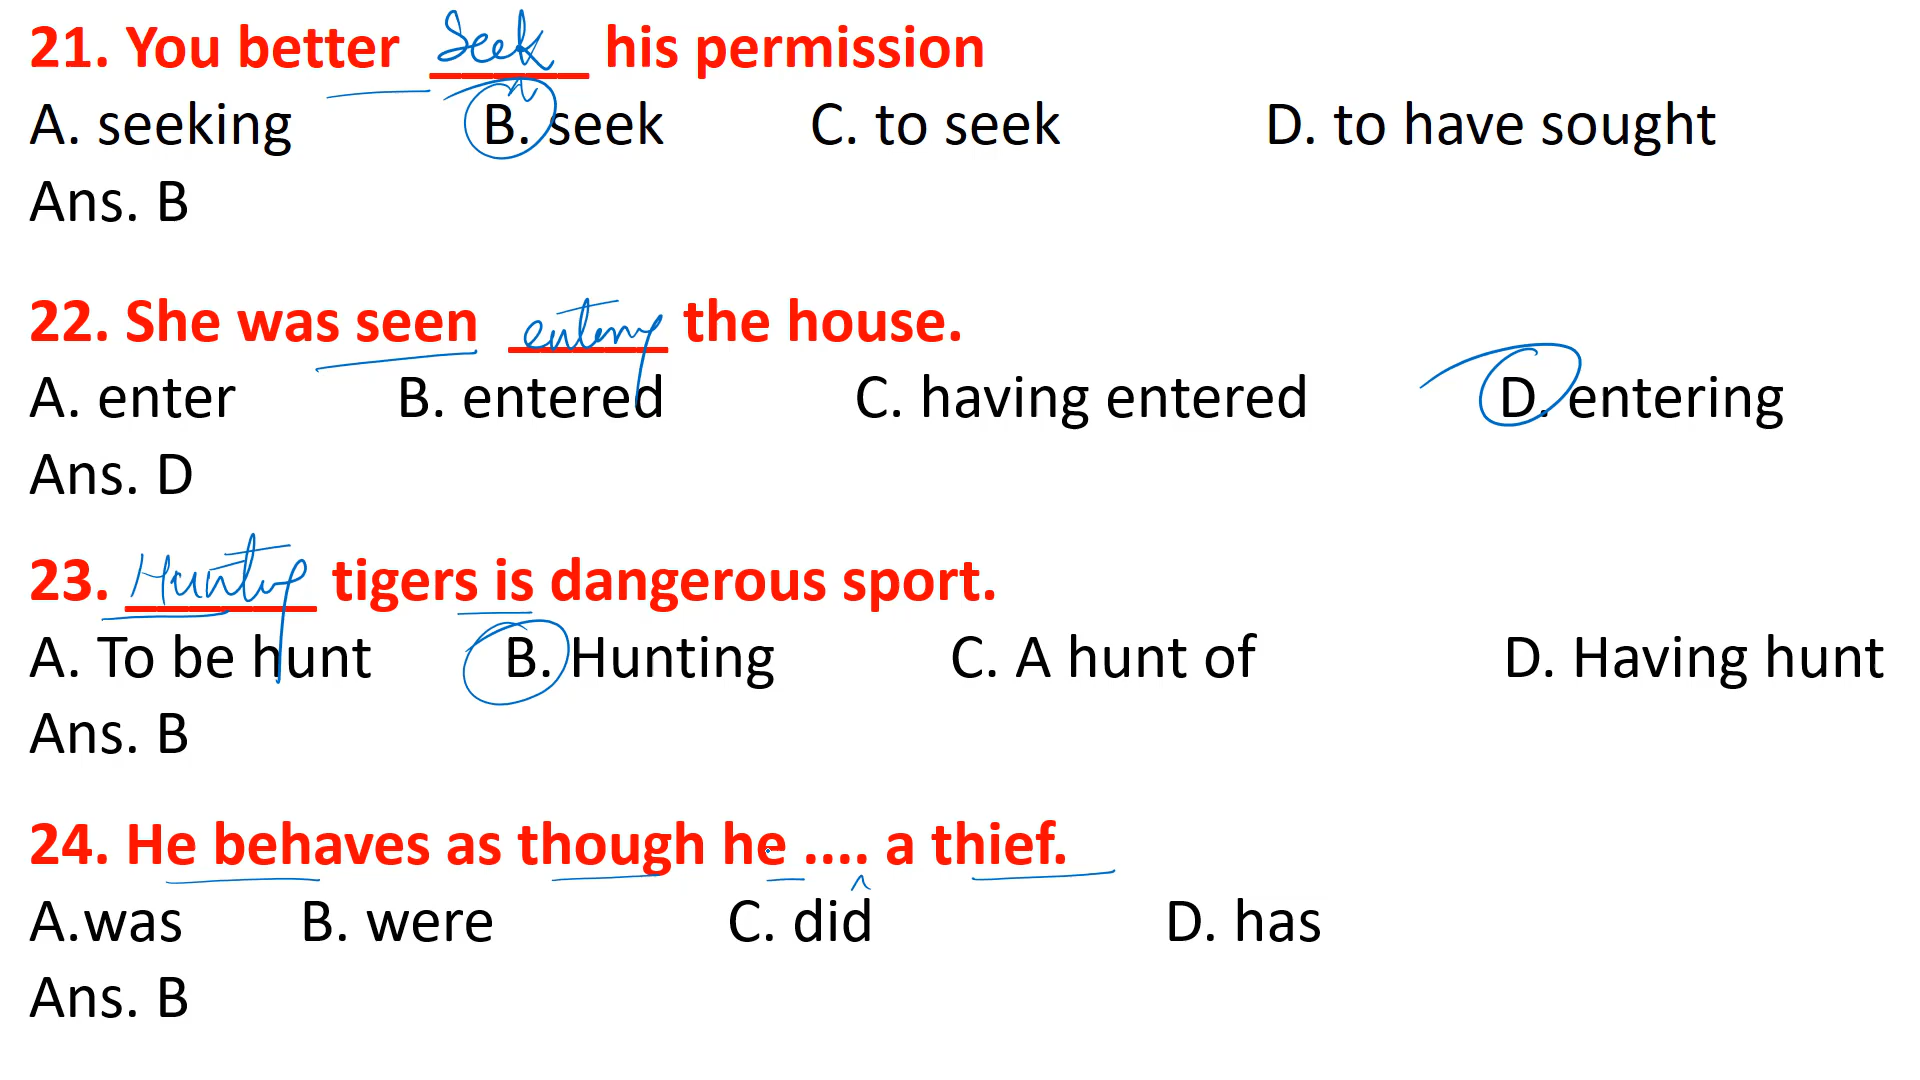 21. You better Seek his permission
A. seeking B. seek C. to seek D. to have sought
Ans. B
22. She was seen entering the house.
A. enter B. entered C. having entered D. entering
Ans. D
23. Hunting tigers is dangerous sport.
A. To be hunt B. Hunting C. A hunt of D. Having hunt
Ans. B
24. He behaves as though he .... a thief.
A.was B. were C. did D. has
Ans. B